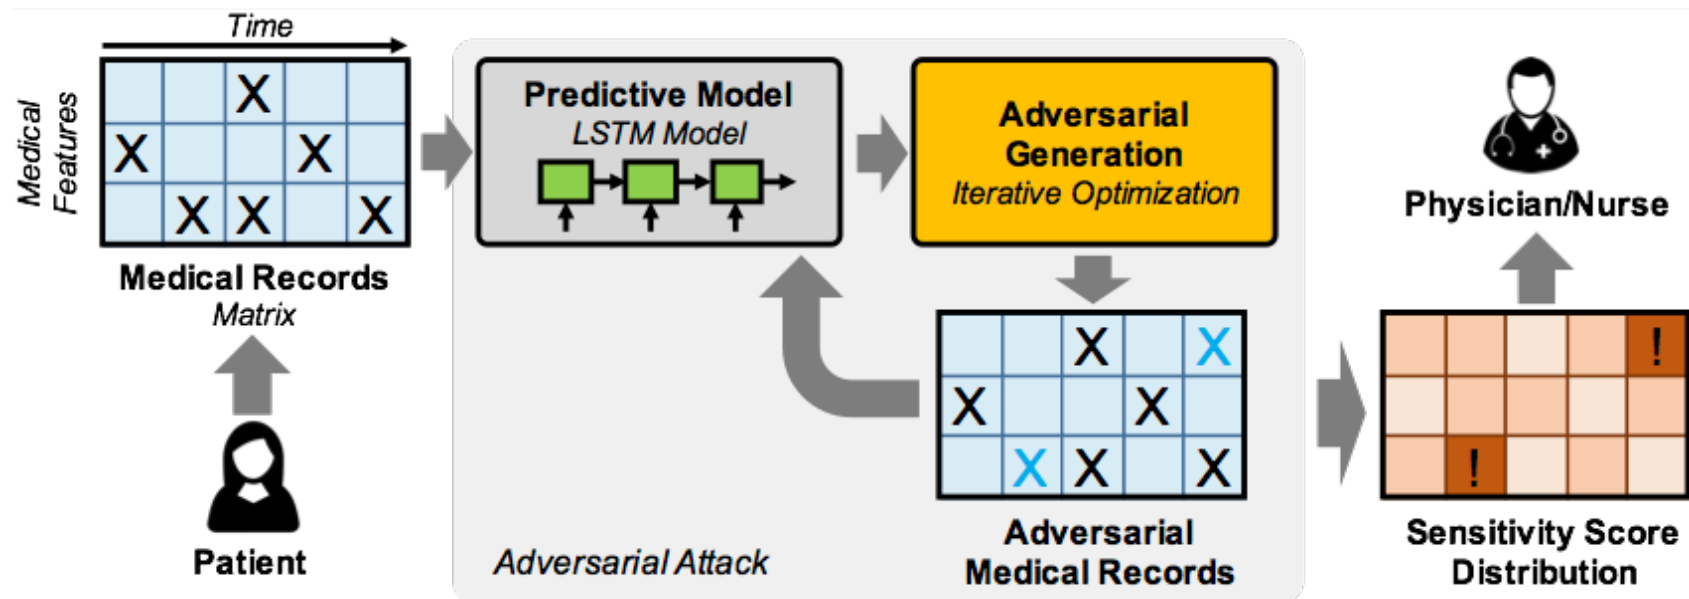 Time
Medical
Features
X
X X
X X X
Medical Records
Matrix
Patient
Predictive Model
LSTM Model
Adversarial
Generation
Iterative Optimization
X X
X X
X X X
Adversarial
Medical Records
Adversarial Attack
Physician/Nurse
!
!
Sensitivity Score
Distribution